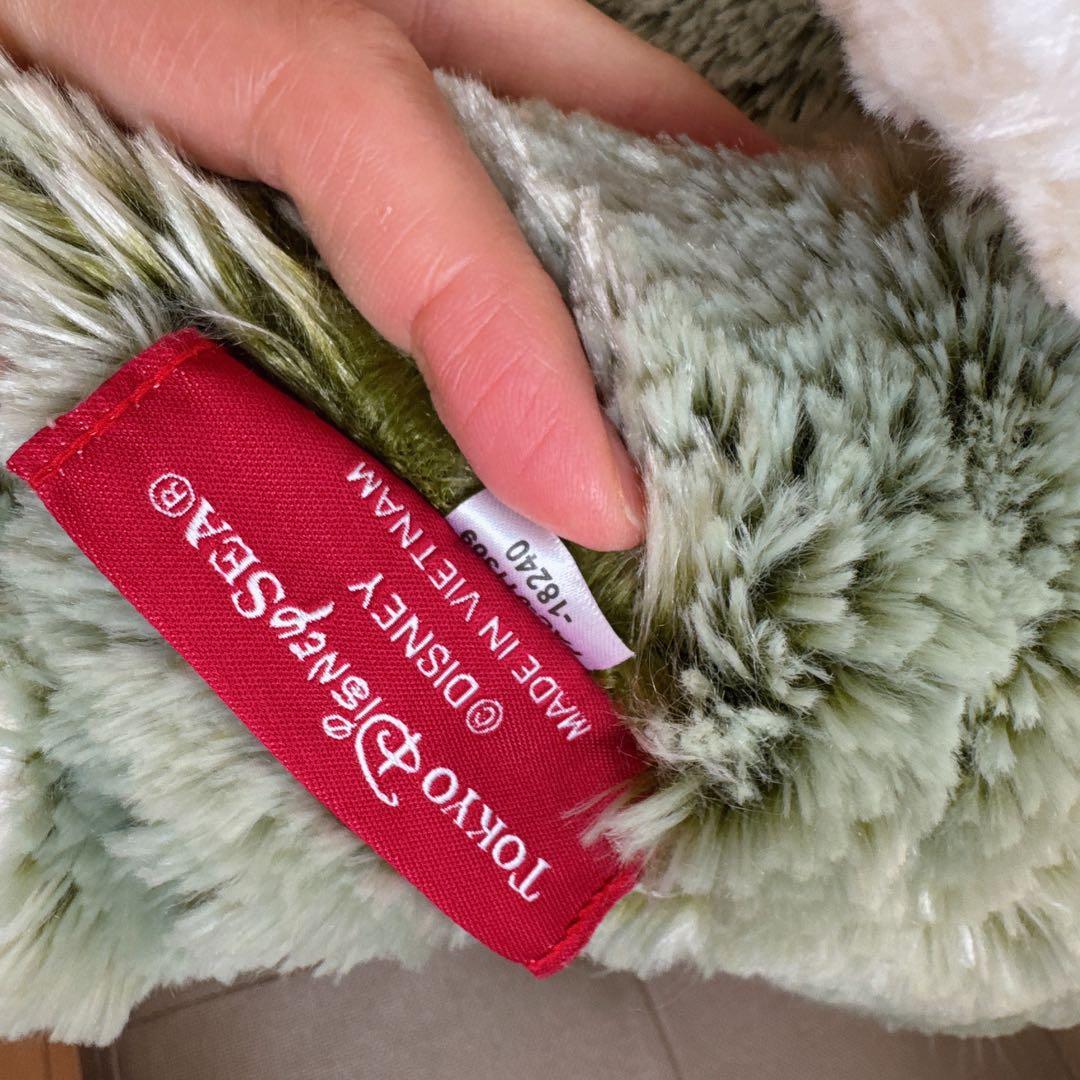 TOKYO DISNEYSEA®
©DISNEY
MADE IN VIETNAM
-18240